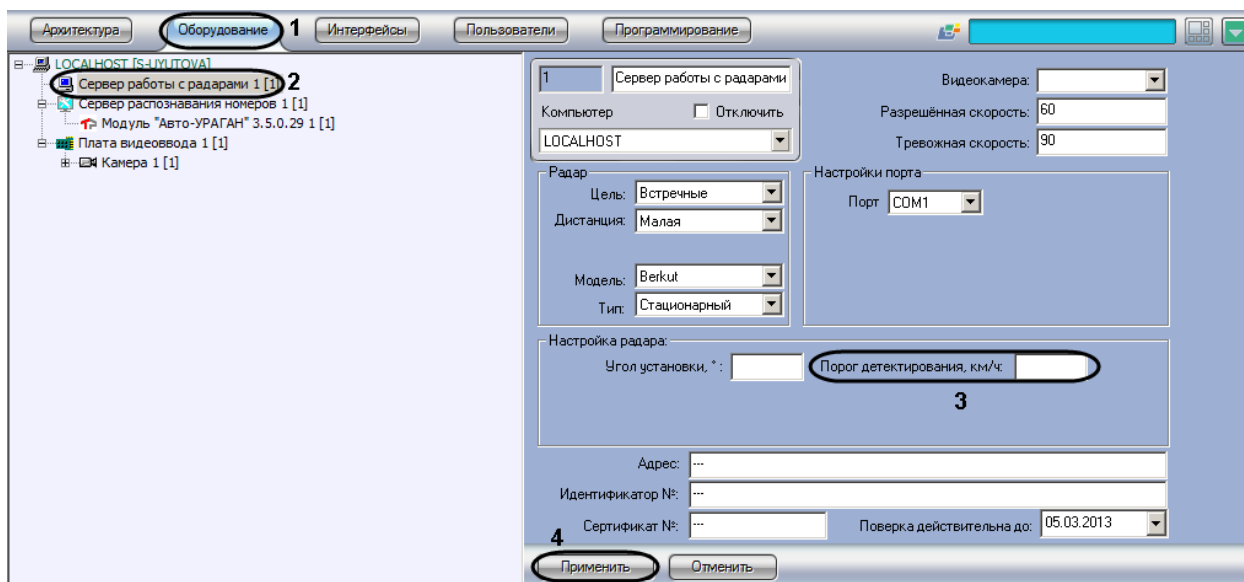 Архитектура Оборудование 1 Интерфейсы Пользователи Программирование
LOCALHOST [S-UYUTOVA]
Сервер работы с радарами 1 [1] 2
Сервер распознавания номеров 1 [1]
Модуль "Авто-УРАГАН" 3.5.0.29 1 [1]
Плата видеоввода 1 [1]
Камера 1 [1]
1 Сервер работы с радарами
Компьютер Отключить
LOCALHOST
Видеокамера:
Разрешённая скорость: 60
Тревожная скорость: 90
Радар
Цель: Встречные
Дистанция: Малая
Модель: Berkut
Тип: Стационарный
Настройки порта
Порт COM1
Настройка радара:
Угол установки, ° : Порог детектирования, км/ч:
3
Адрес: ---
Идентификатор №: ---
Сертификат №: --- Поверка действительна до: 05.03.2013
4
Применить Отменить